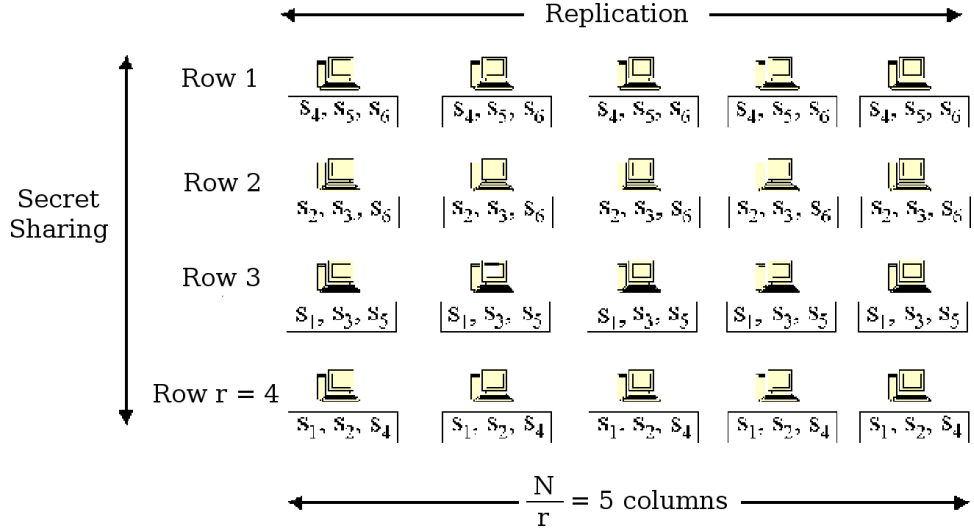 Replication
Row 1
S₄, S₅, S₆ S₄, S₅, S₆ S₄, S₅, S₆ S₄, S₅, S₆ S₄, S₅, S₆
Row 2
S₂, S₃, S₆ S₂, S₃, S₆ S₂, S₃, S₆ S₂, S₃, S₆ S₂, S₃, S₆
Secret
Sharing
Row 3
S₁, S₃, S₅ S₁, S₃, S₅ S₁, S₃, S₅ S₁, S₃, S₅ S₁, S₃, S₅
Row r = 4
S₁, S₂, S₄ S₁, S₂, S₄ S₁, S₂, S₄ S₁, S₂, S₄ S₁, S₂, S₄
N
r
= 5 columns